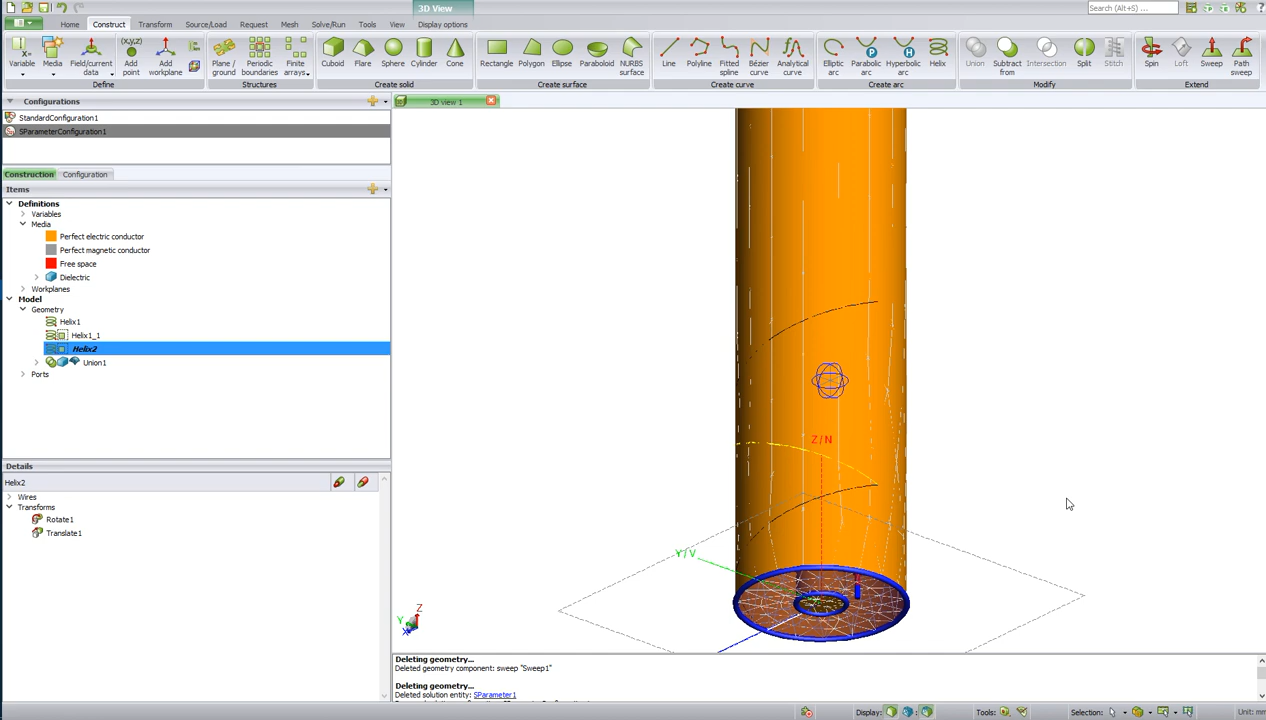 3D View
Search (Alt+S)
Home Construct Transform Source/Load Request Mesh Solve/Run Tools View Display options
Variable Media Field/current data Add point Add workplane Plane / ground Periodic boundaries Finite arrays Cuboid Flare Sphere Cylinder Cone Rectangle Polygon Ellipse Paraboloid NURBS surface Line Polyline Fitted spline Bézier curve Analytical curve Elliptic arc Parabolic arc Hyperbolic arc Helix Union Subtract from Intersection Split Stitch Spin Loft Sweep Path sweep
Define Structures Create solid Create surface Create curve Create arc Modify Extend
Configurations
3D view 1
StandardConfiguration1
SParameterConfiguration1
Construction Configuration
Items
Definitions
Variables
Media
Perfect electric conductor
Perfect magnetic conductor
Free space
Dielectric
Workplanes
Model
Geometry
Helix1
Helix1_1
Helix2
Union1
Ports
Z/N
Y/V
Details
Helix2
Wires
Transforms
Rotate1
Translate1
Z
Y
X
Deleting geometry...
Deleted geometry component: sweep "Sweep1"
Deleting geometry...
Deleted solution entity: SParameter1
Display: Tools: Selection: Unit: mm